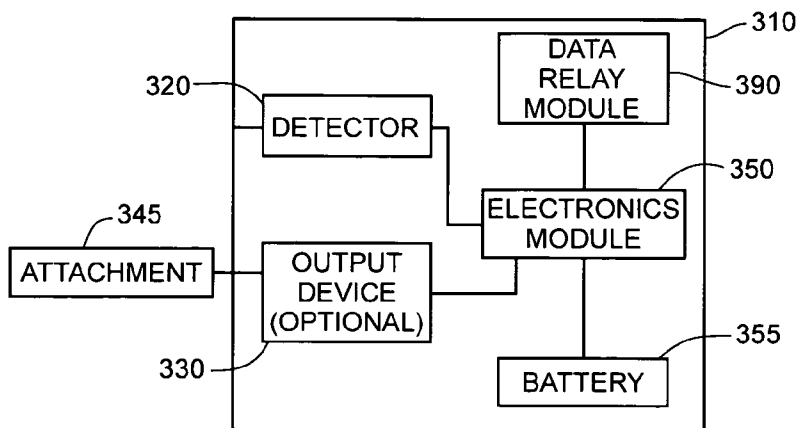 310
DATA
RELAY
MODULE
390
320
DETECTOR
350
ELECTRONICS
MODULE
345
ATTACHMENT
OUTPUT
DEVICE
(OPTIONAL)
330
355
BATTERY